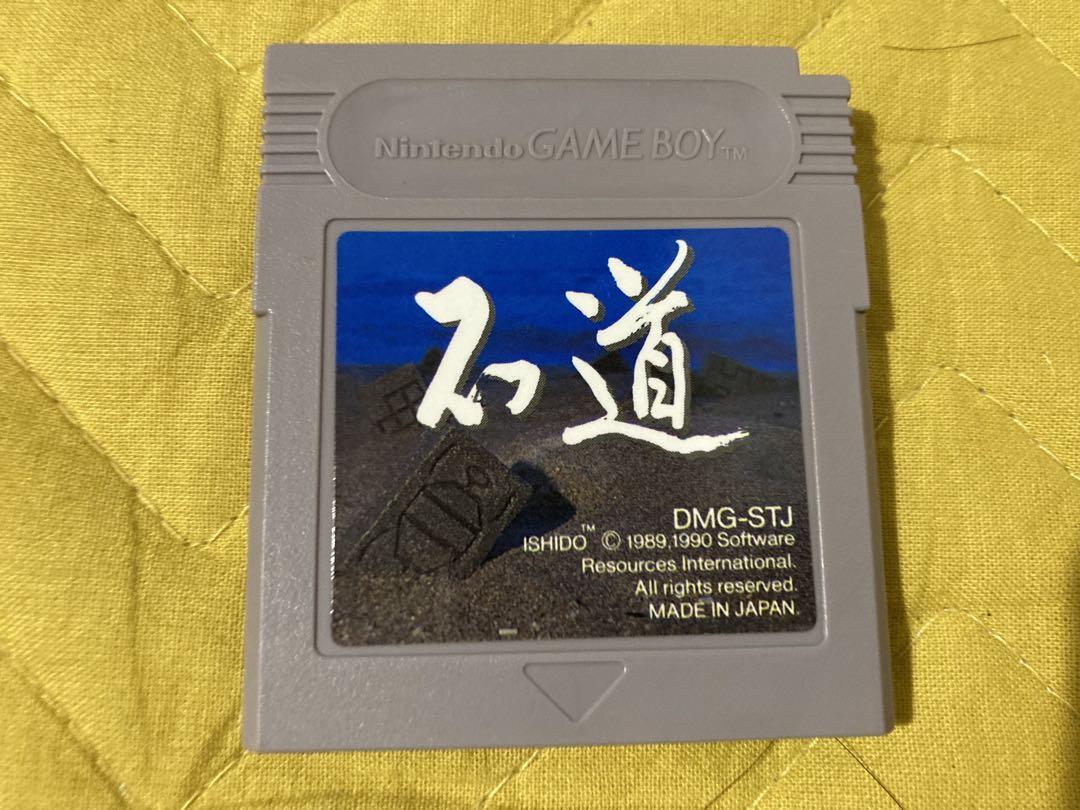 Nintendo GAME BOY™
石道
DMG-STJ
ISHIDO™ © 1989.1990 Software
Resources International.
All rights reserved.
MADE IN JAPAN.